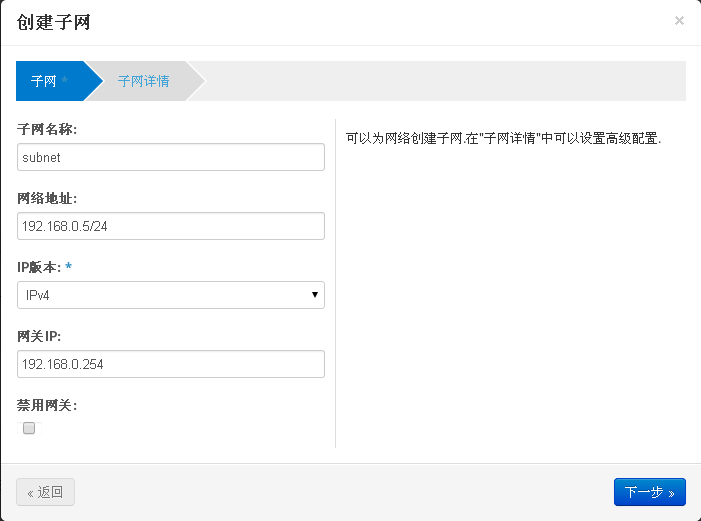 创建子网
×
子网 *
子网详情
子网名称:
subnet
网络地址:
192.168.0.5/24
IP版本: *
IPv4
网关IP:
192.168.0.254
禁用网关:
可以为网络创建子网.在"子网详情"中可以设置高级配置.
« 返回
下一步 »